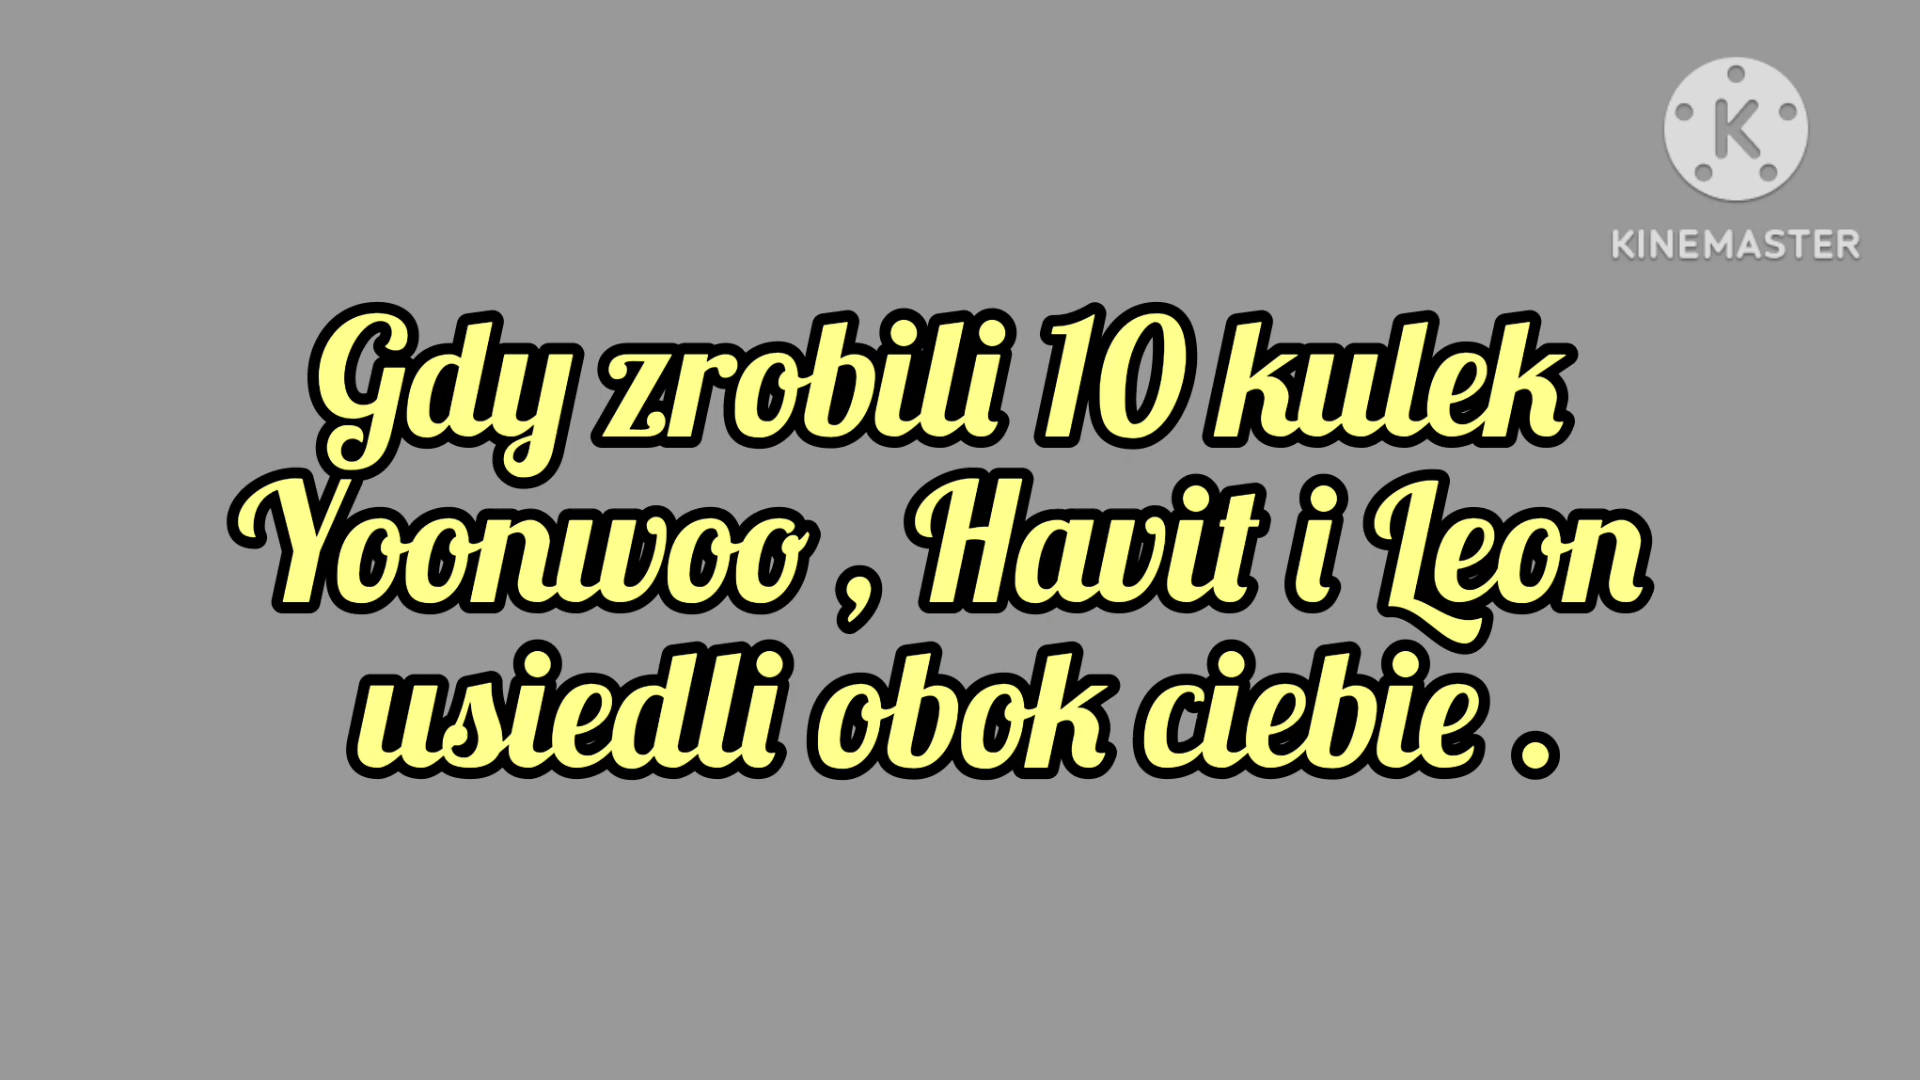 KINEMASTER
Gdy zrobili 10 kulek
Yoonwoo , Havit i Leon
usiedli obok ciebie .